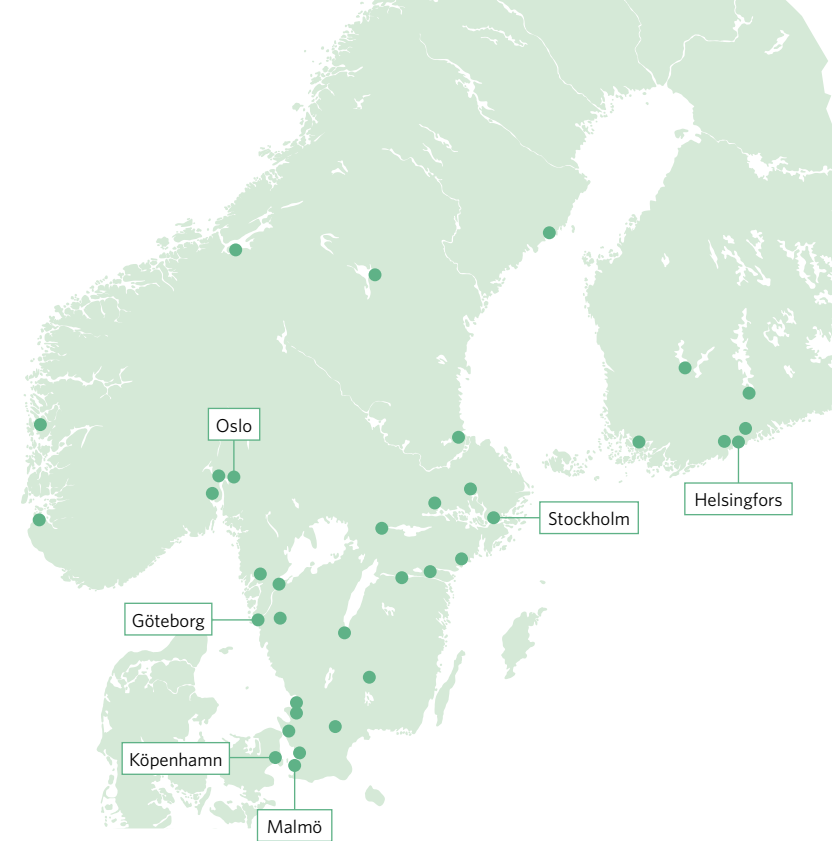 Oslo
Helsingfors
Stockholm
Göteborg
Köpenhamn
Malmö